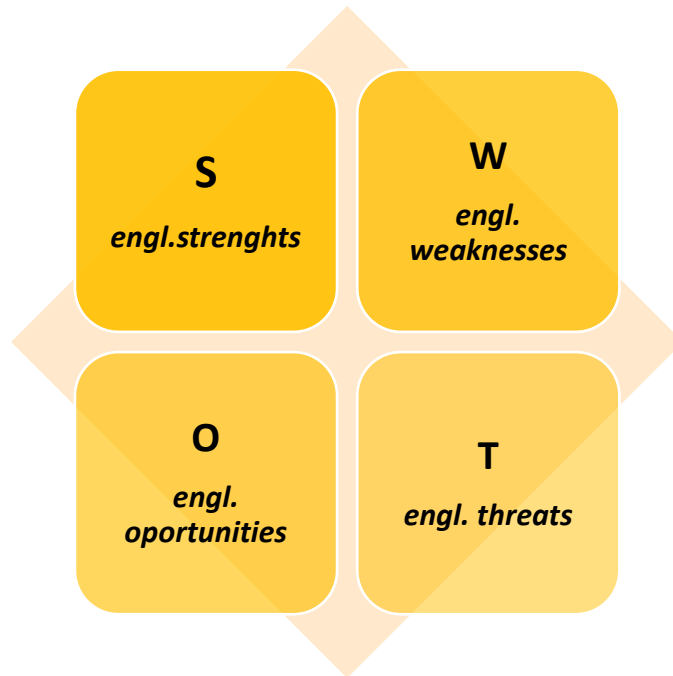 S
engl.strenghts
W
engl.
weaknesses
O
engl.
oportunities
T
engl. threats